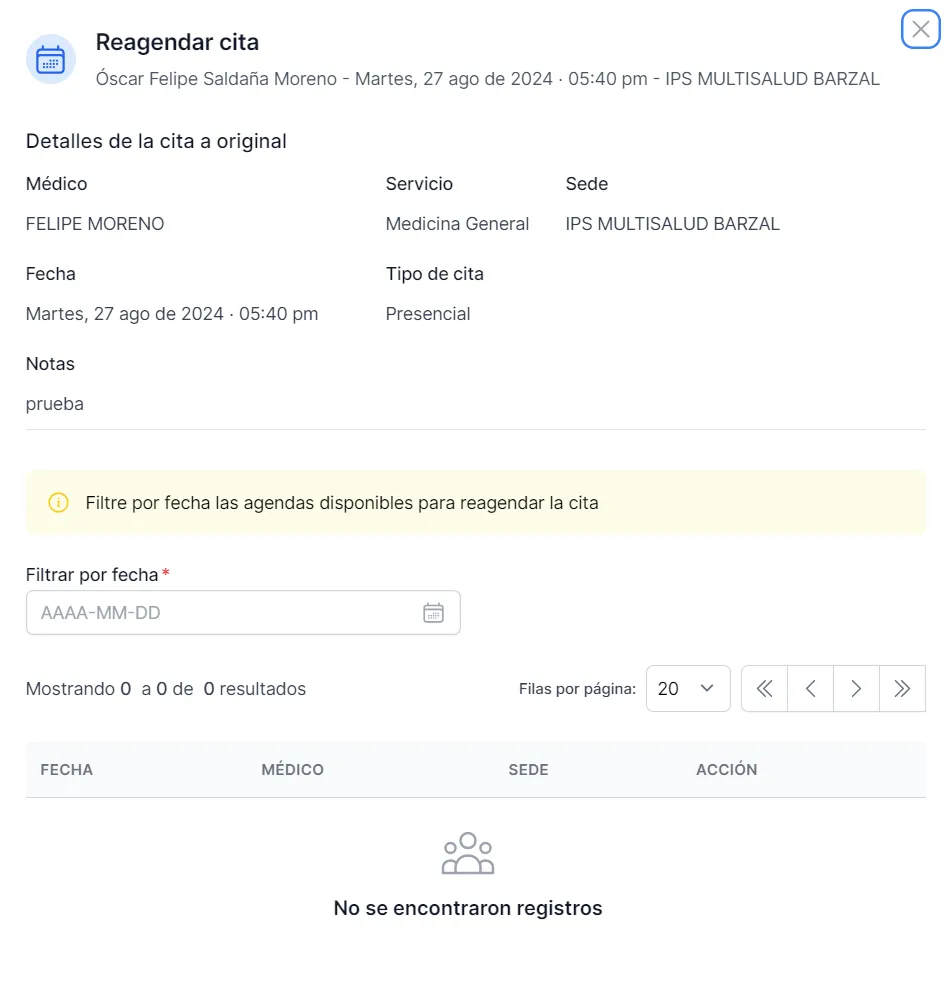 Reagendar cita
Óscar Felipe Saldaña Moreno - Martes, 27 ago de 2024 · 05:40 pm - IPS MULTISALUD BARZAL
Detalles de la cita a original
Médico Servicio Sede
FELIPE MORENO Medicina General IPS MULTISALUD BARZAL
Fecha Tipo de cita
Martes, 27 ago de 2024 · 05:40 pm Presencial
Notas
prueba
Filtre por fecha las agendas disponibles para reagendar la cita
Filtrar por fecha *
AAAA-MM-DD
Mostrando 0 a 0 de 0 resultados Filas por página: 20
FECHA MÉDICO SEDE ACCIÓN
No se encontraron registros